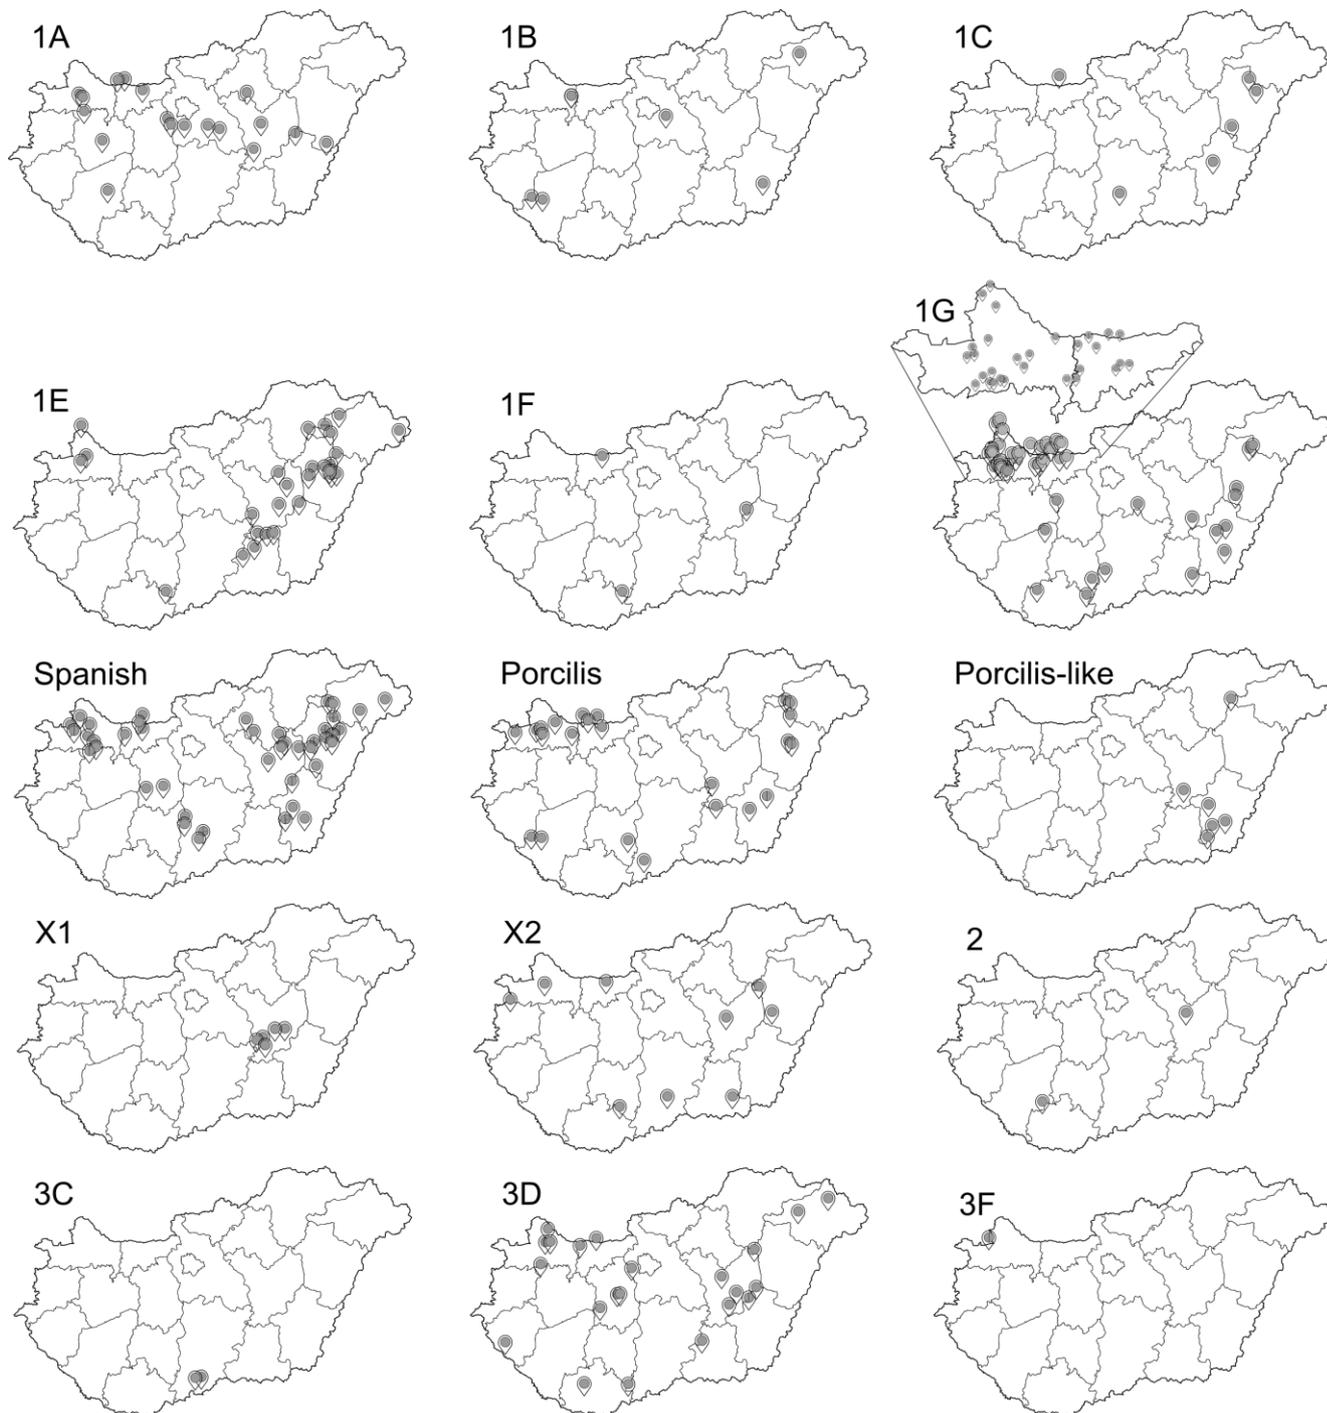 1A
1B
1C
1E
1F
1G
Spanish
Porcilis
Porcilis-like
X1
X2
2
3C
3D
3F